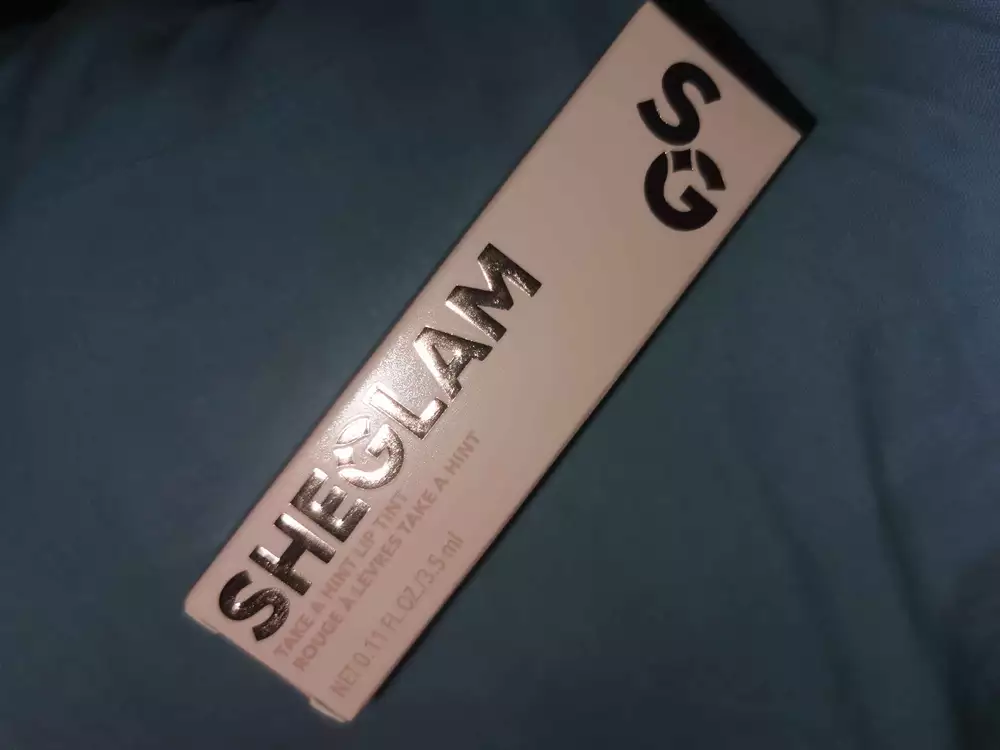 SG
SHEGLAM
TAKE A HINT LIP TINT
ROUGE À LÈVRES TAKE A HINT
NET 0.11 FL.OZ./3.5 ml